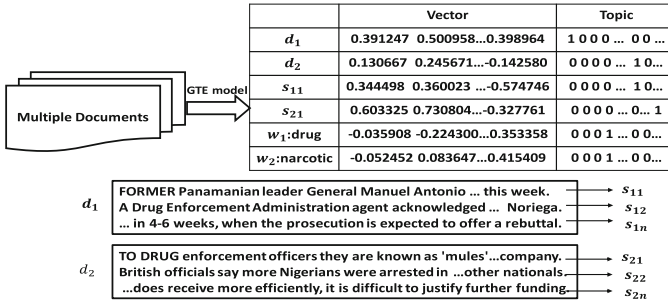 Vector Topic
d₁ 0.391247 0.500958...0.398964 1 0 0 0 ... 0 0 ...
d₂ 0.130667 0.245671...-0.142580 0 0 0 0 ... 1 0...
s₁₁ 0.344498 0.360023 ...-0.574746 0 0 0 0 ... 1 0...
s₂₁ 0.603325 0.730804...-0.327761 0 0 0 0 ... 0... 1
w₁:drug -0.035908 -0.224300...0.353358 0 0 0 1 ... 0 0...
w₂:narcotic -0.052452 0.083647...0.415409 0 0 0 1 ... 0 0...
Multiple Documents
GTE model
d₁
FORMER Panamanian leader General Manuel Antonio ... this week. s₁₁
A Drug Enforcement Administration agent acknowledged ... Noriega. s₁₂
... in 4-6 weeks, when the prosecution is expected to offer a rebuttal. s₁ₙ
d₂
TO DRUG enforcement officers they are known as 'mules'...company. s₂₁
British officials say more Nigerians were arrested in ...other nationals. s₂₂
...does receive more efficiently, it is difficult to justify further funding. s₂ₙ